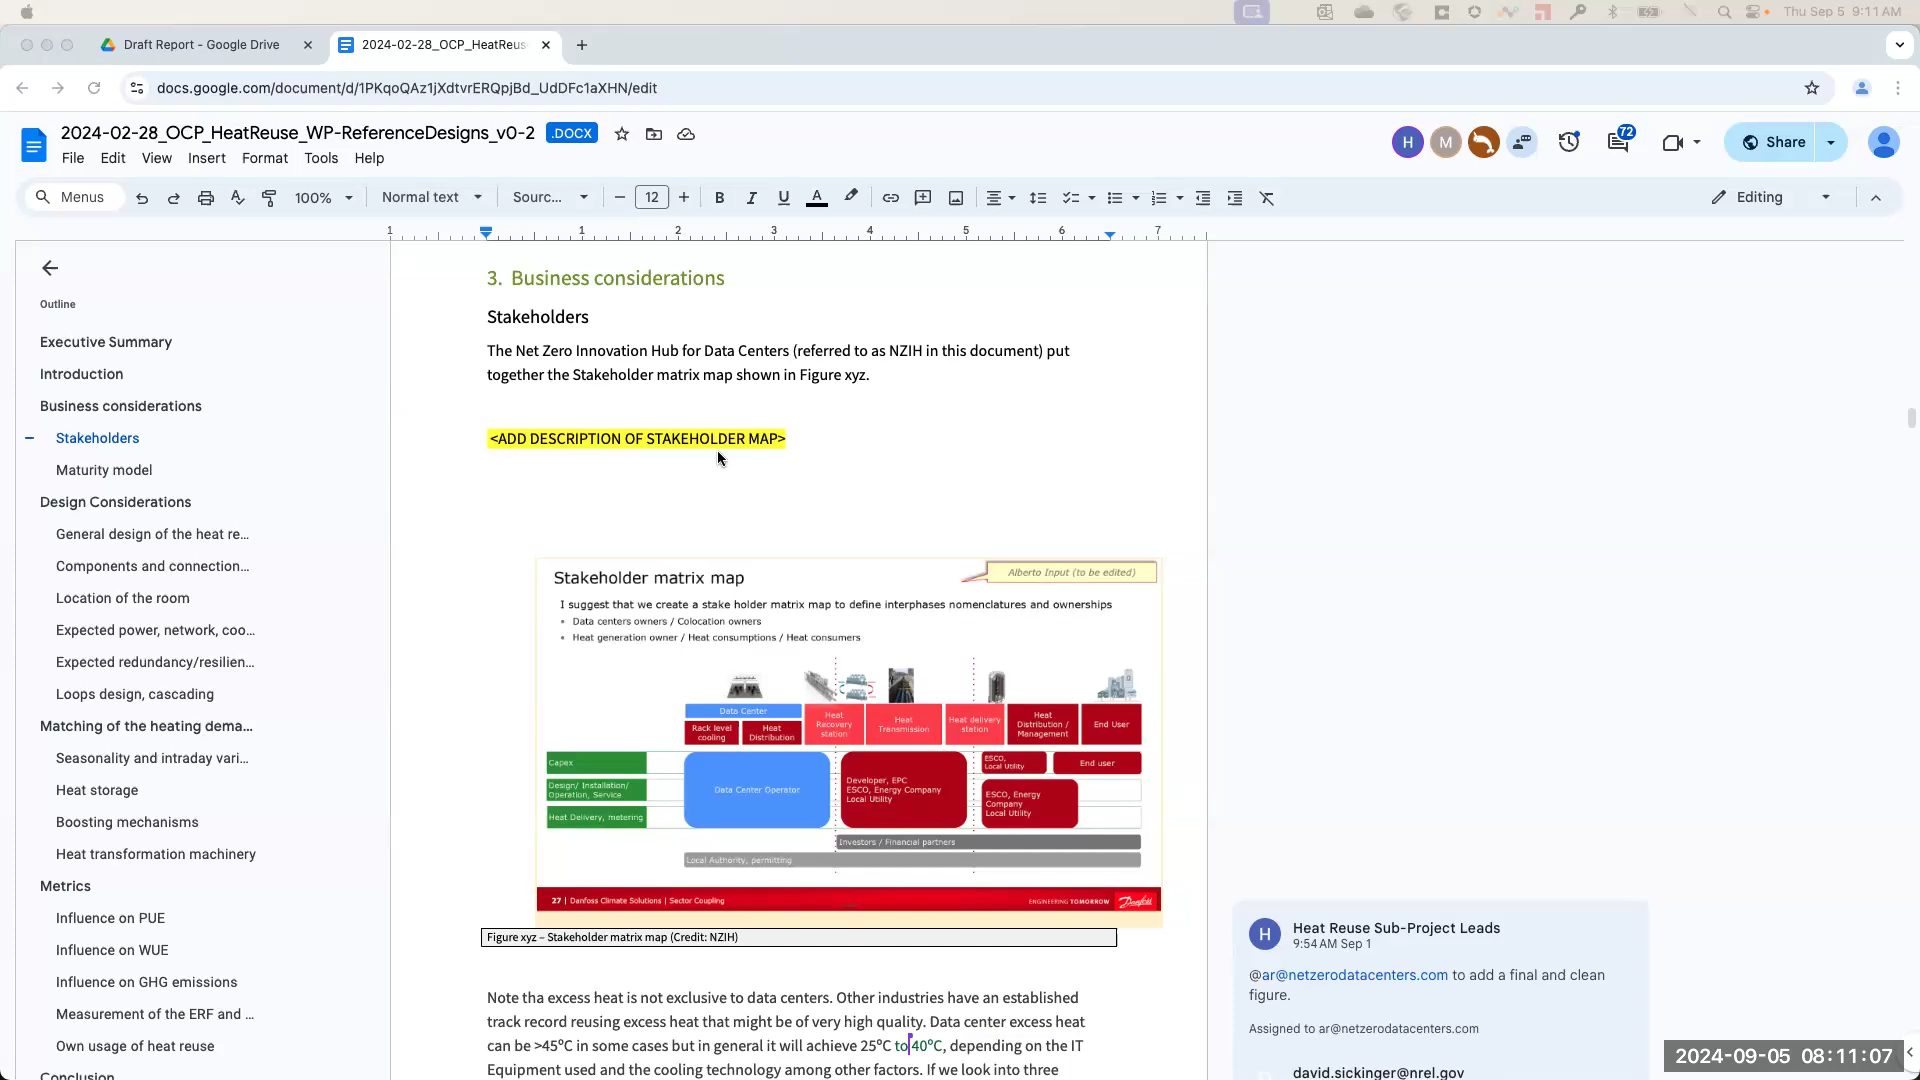 Thu Sep 5 9:11 AM
Draft Report - Google Drive
2024-02-28_OCP_HeatReus
docs.google.com/document/d/1PKqoQAz1jXdtvrERQpjBd_UdDFc1aXHN/edit
2024-02-28_OCP_HeatReuse_WP-ReferenceDesigns_v0-2
.DOCX
File Edit View Insert Format Tools Help
H M 72 Share
Menus 100% Normal text Sourc... 12 B I U A Editing
1 1 2 3 4 5 6 7
Outline
Executive Summary
Introduction
Business considerations
Stakeholders
Maturity model
Design Considerations
General design of the heat re...
Components and connection...
Location of the room
Expected power, network, coo...
Expected redundancy/resilien...
Loops design, cascading
Matching of the heating dema...
Seasonality and intraday vari...
Heat storage
Boosting mechanisms
Heat transformation machinery
Metrics
Influence on PUE
Influence on WUE
Influence on GHG emissions
Measurement of the ERF and ...
Own usage of heat reuse
Conclusion
3. Business considerations
Stakeholders
The Net Zero Innovation Hub for Data Centers (referred to as NZIH in this document) put
together the Stakeholder matrix map shown in Figure xyz.
<ADD DESCRIPTION OF STAKEHOLDER MAP>
Stakeholder matrix map
Alberto Input (to be edited)
I suggest that we create a stake holder matrix map to define interphases nomenclatures and ownerships
• Data centers owners / Colocation owners
• Heat generation owner / Heat consumptions / Heat consumers
Data Center
Rack level
cooling
Heat
Distribution
Heat
Recovery
station
Heat
Transmission
Heat delivery
station
Heat
Distribution /
Management
End User
Capex
Design/ Installation/
Operation, Service
Heat Delivery, metering
Data Center Operator
Developer, EPC
ESCO, Energy Company
Local Utility
ESCO,
Local Utility
End user
ESCO, Energy
Company
Local Utility
Investors / Financial partners
Local Authority, permitting
27 | Danfoss Climate Solutions | Sector Coupling
ENGINEERING TOMORROW
Danfoss
Figure xyz – Stakeholder matrix map (Credit: NZIH)
Note tha excess heat is not exclusive to data centers. Other industries have an established
track record reusing excess heat that might be of very high quality. Data center excess heat
can be >45ºC in some cases but in general it will achieve 25ºC to 40ºC, depending on the IT
Equipment used and the cooling technology among other factors. If we look into three
H
Heat Reuse Sub-Project Leads
9:54 AM Sep 1
@ar@netzerodatacenters.com to add a final and clean
figure.
Assigned to ar@netzerodatacenters.com
david.sickinger@nrel.gov
2024-09-05 08:11:07